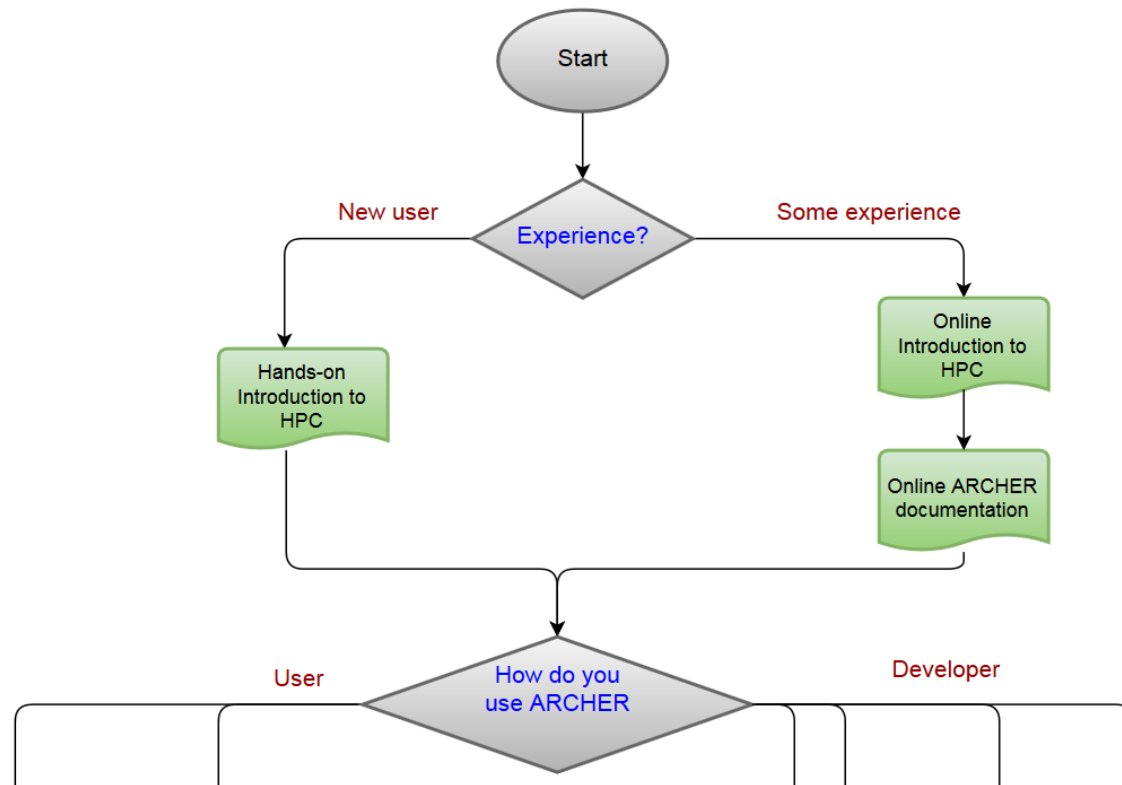 Start
New user
Some experience
Experience?
Online
Introduction to
HPC
Hands-on
Introduction to
HPC
Online ARCHER
documentation
User
How do you
use ARCHER
Developer